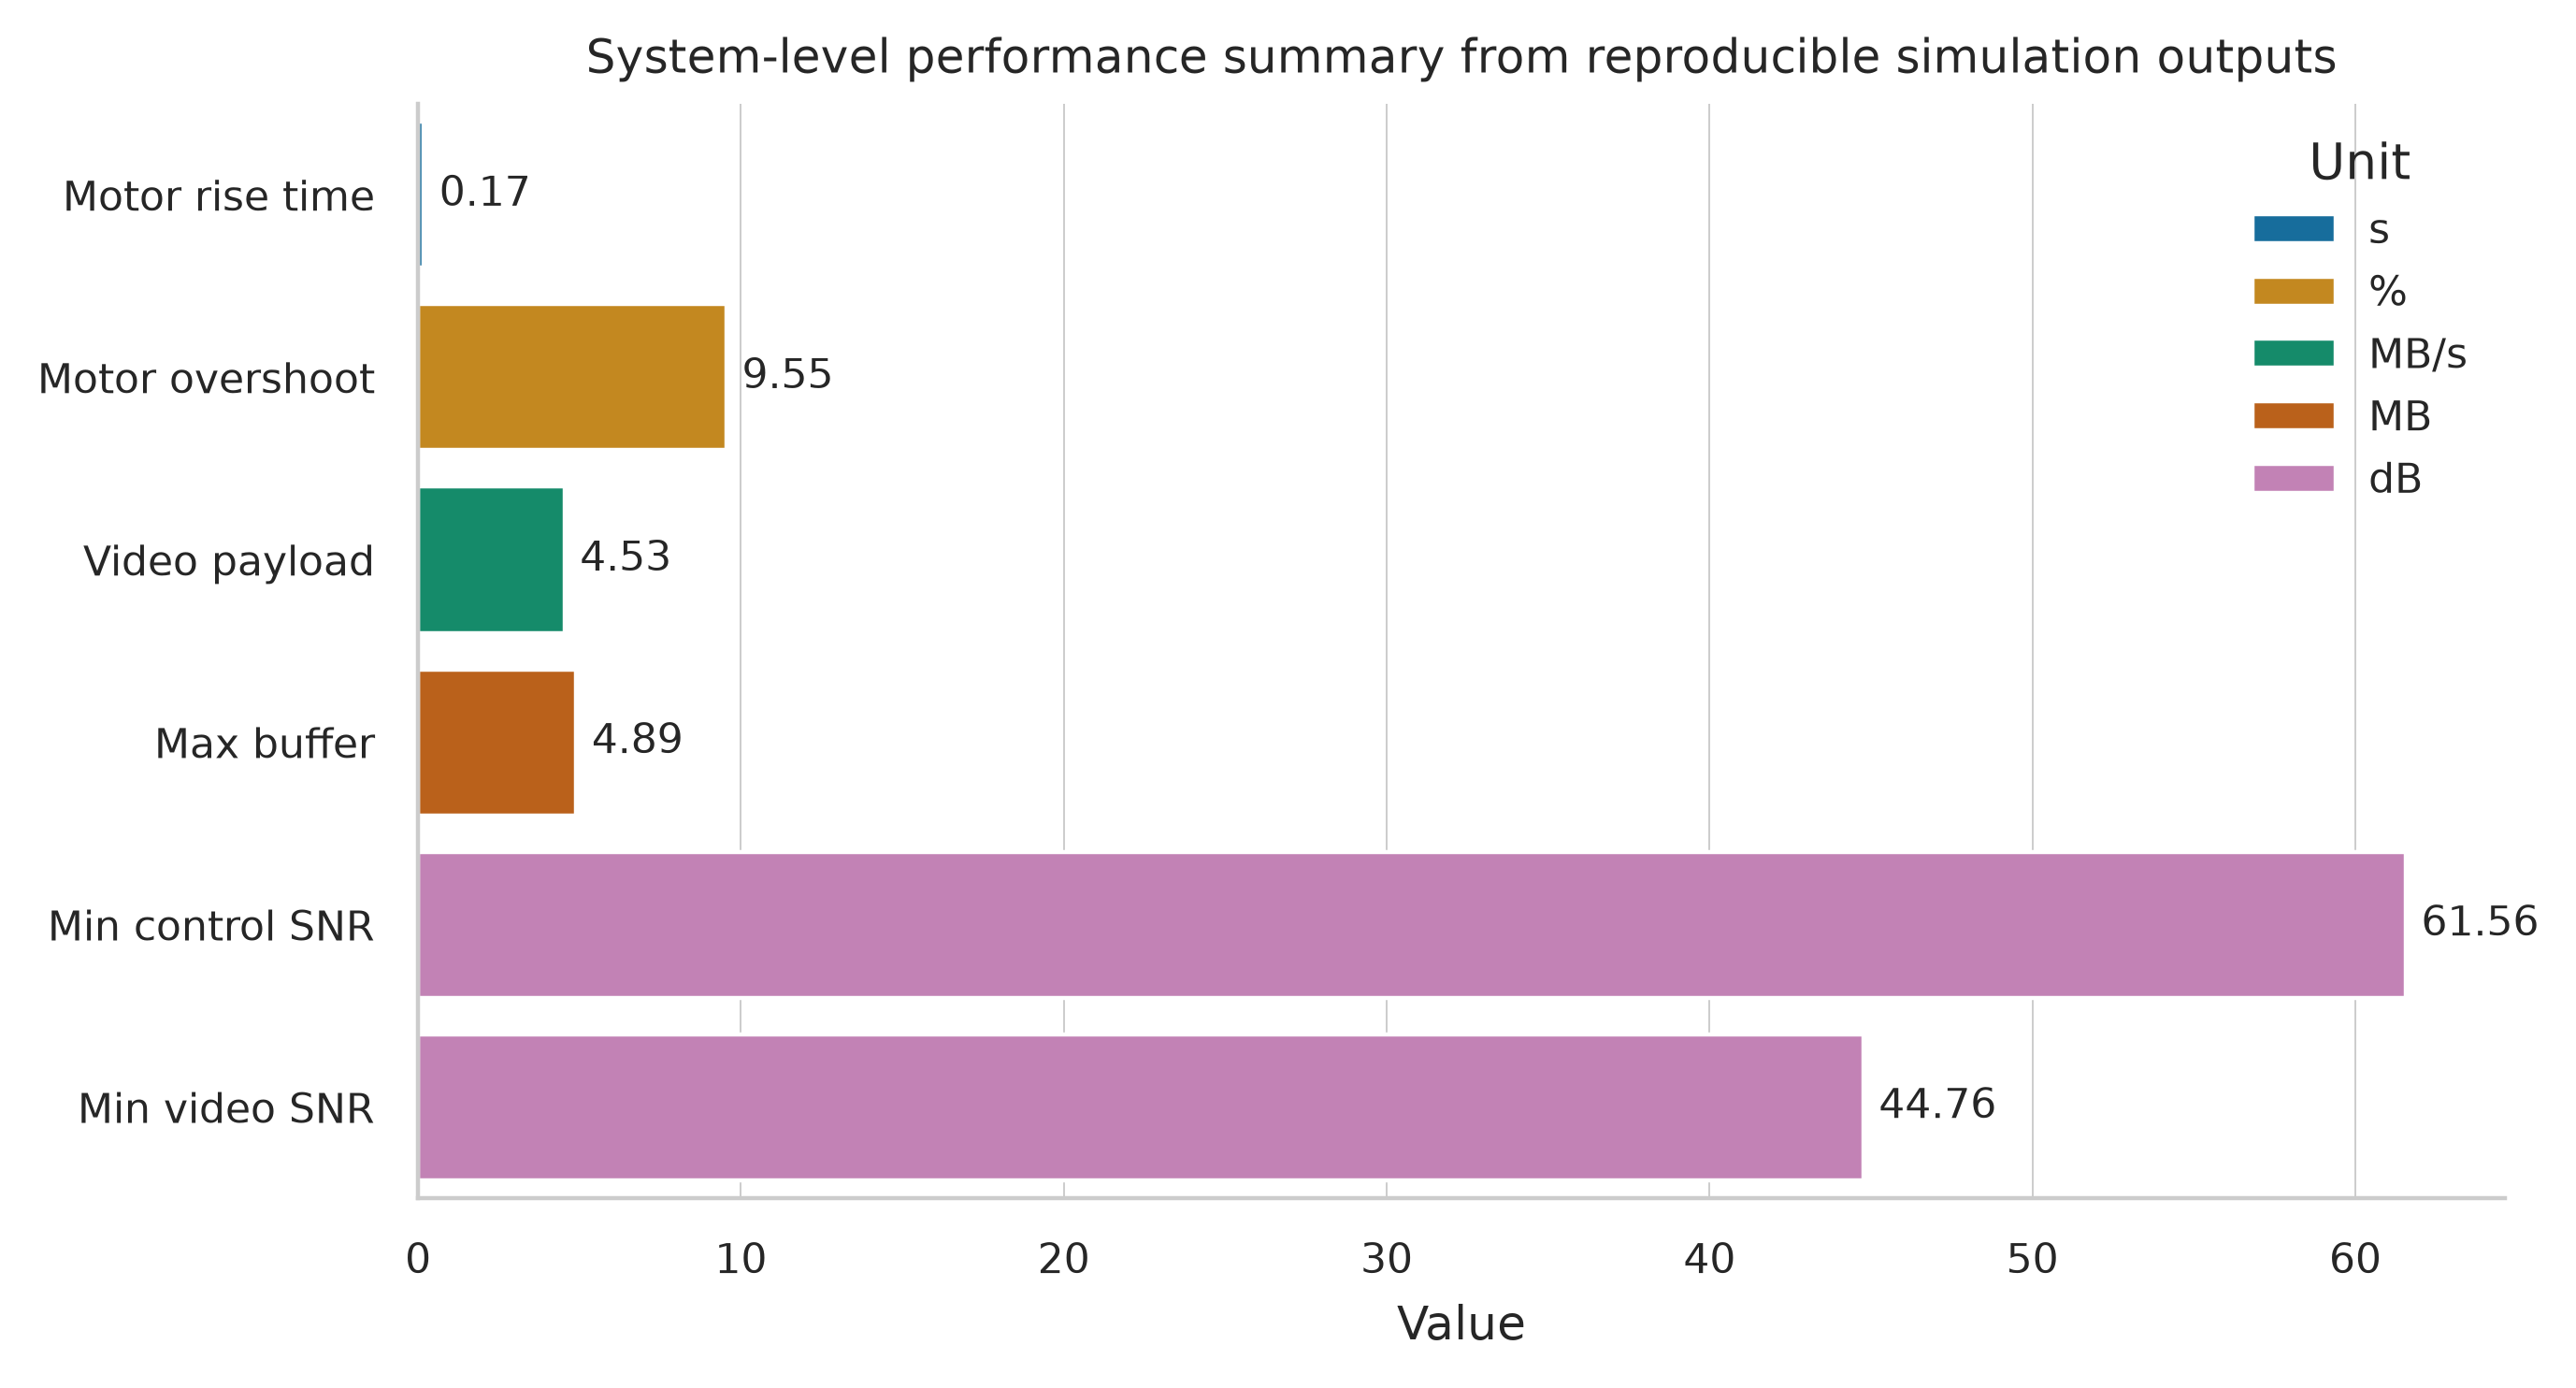 System-level performance summary from reproducible simulation outputs
Unit
s
%
MB/s
MB
dB
Motor rise time
0.17
Motor overshoot
9.55
Video payload
4.53
Max buffer
4.89
Min control SNR
61.56
Min video SNR
44.76
0 10 20 30 40 50 60
Value